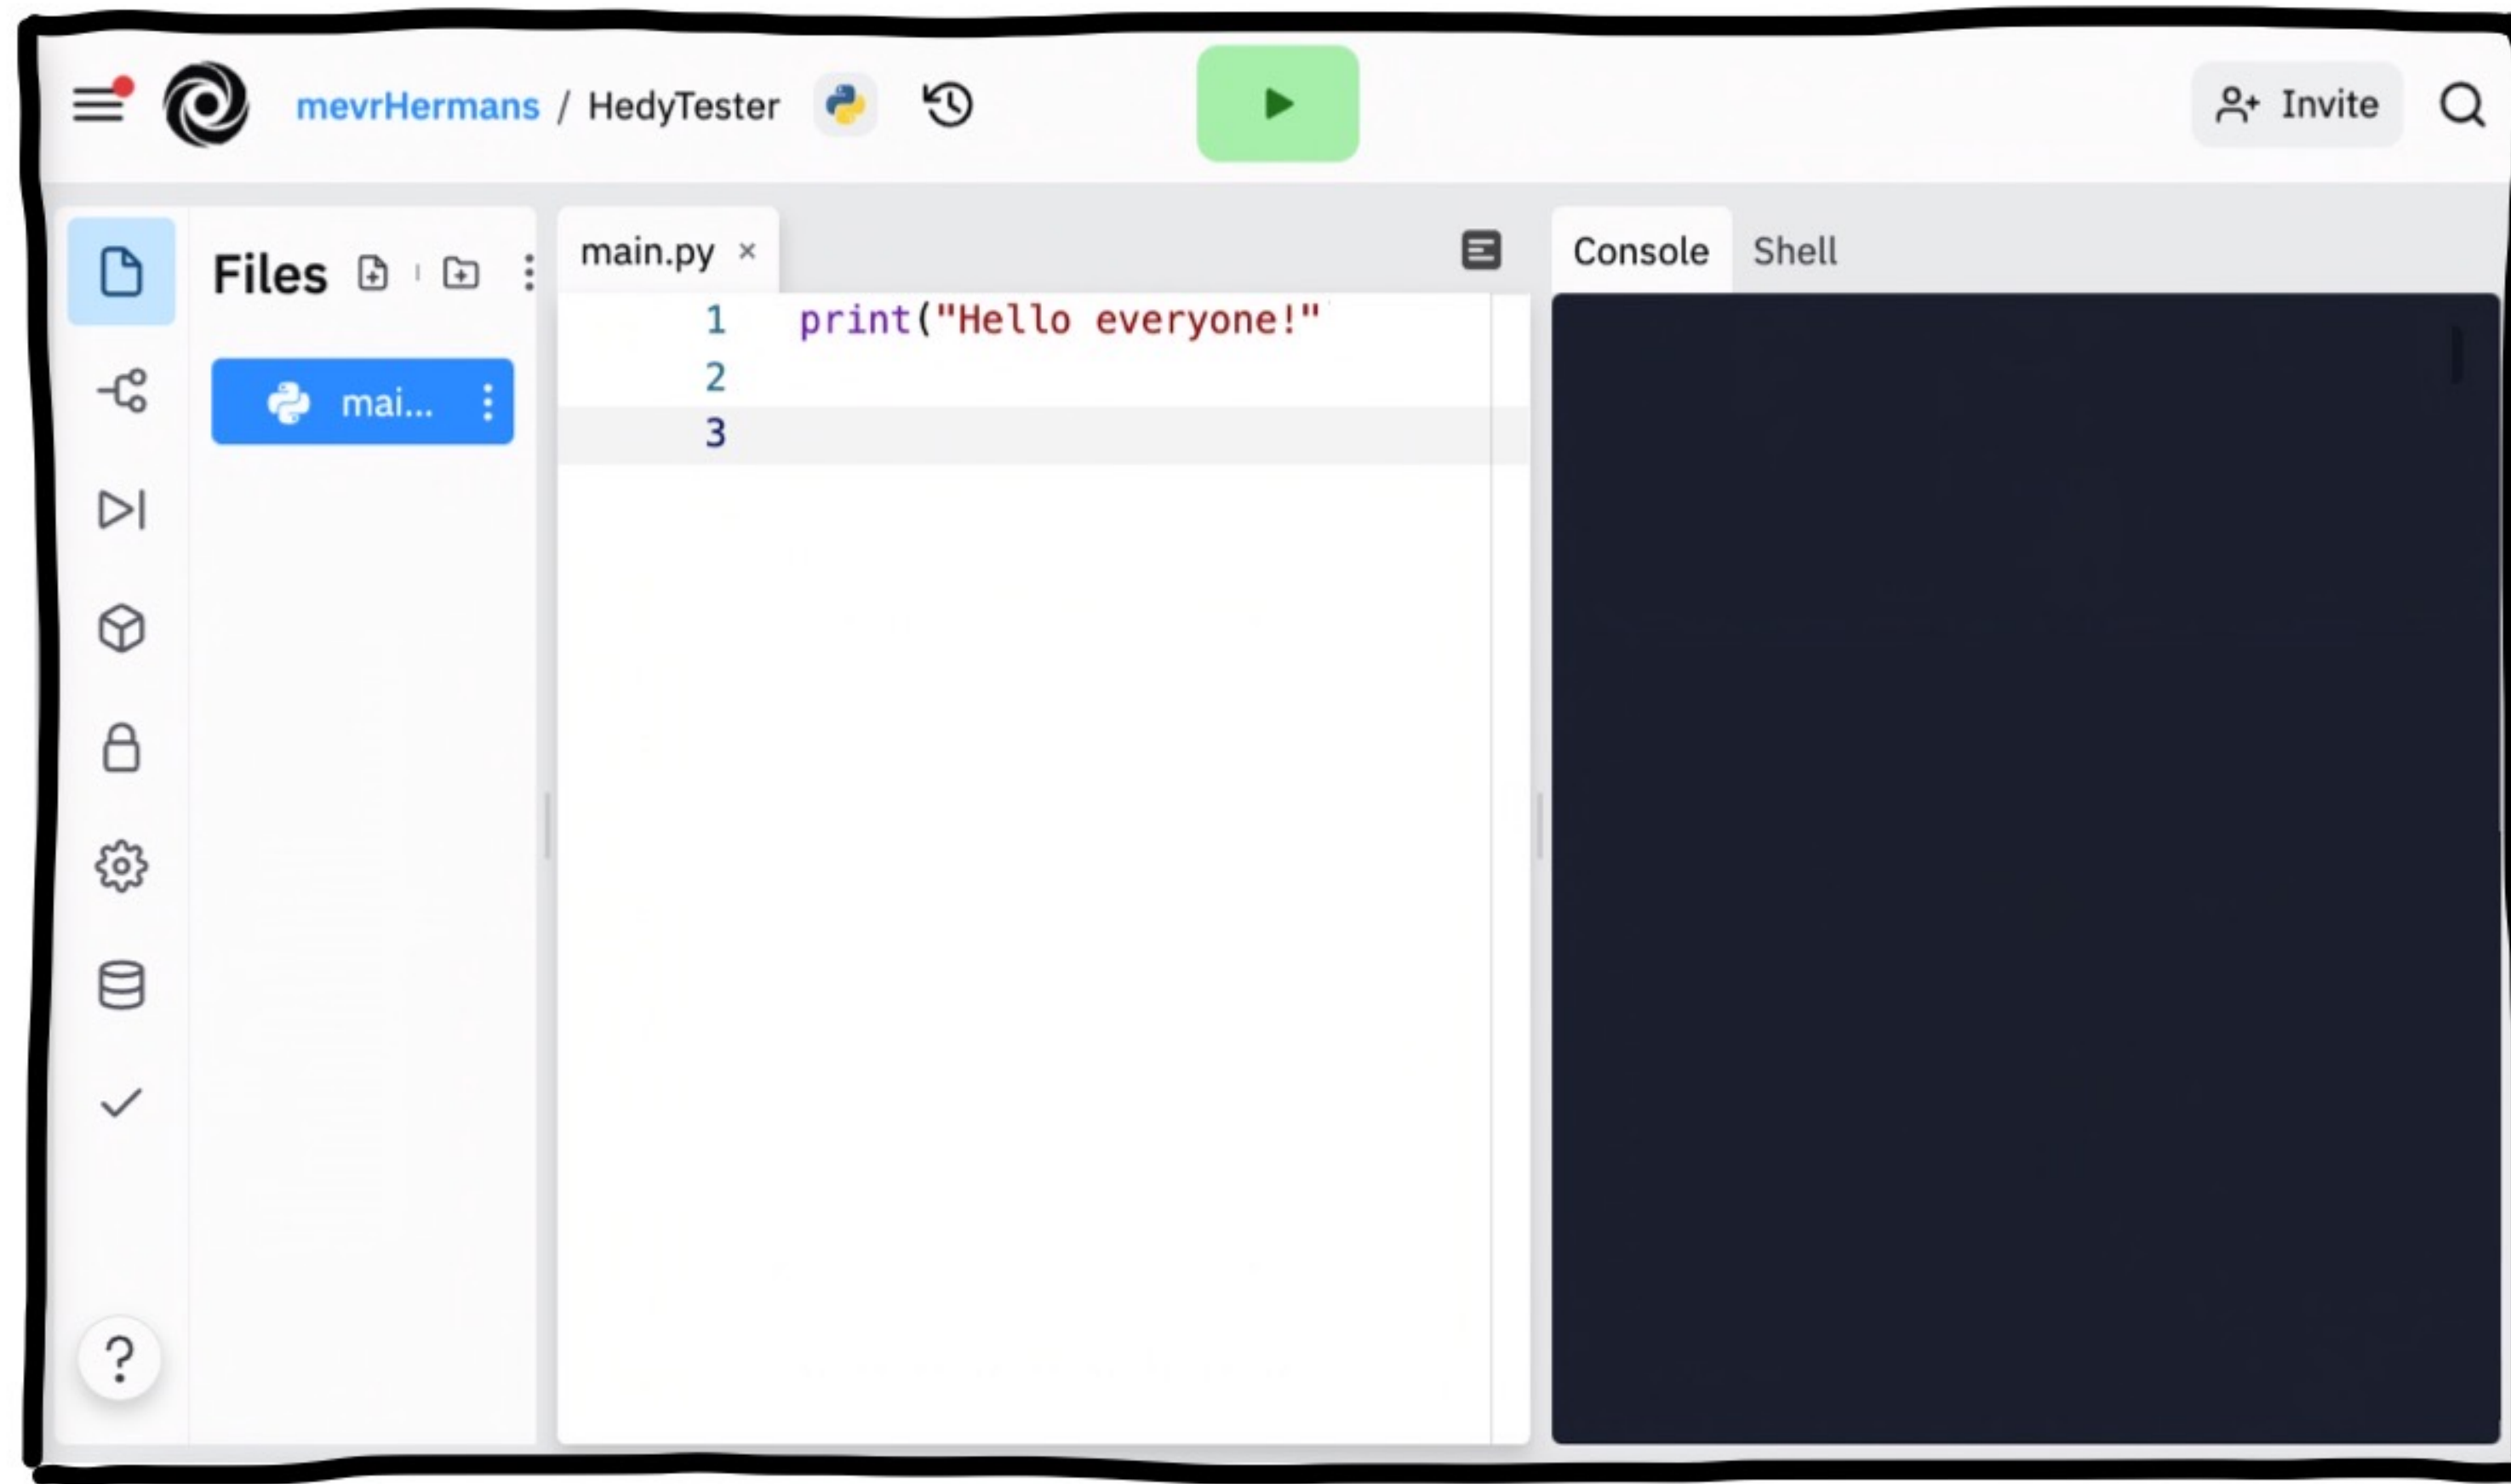 mevrHermans / HedyTester
Invite
Files
mai...
main.py ×
Console Shell
1 print("Hello everyone!"
2
3
?